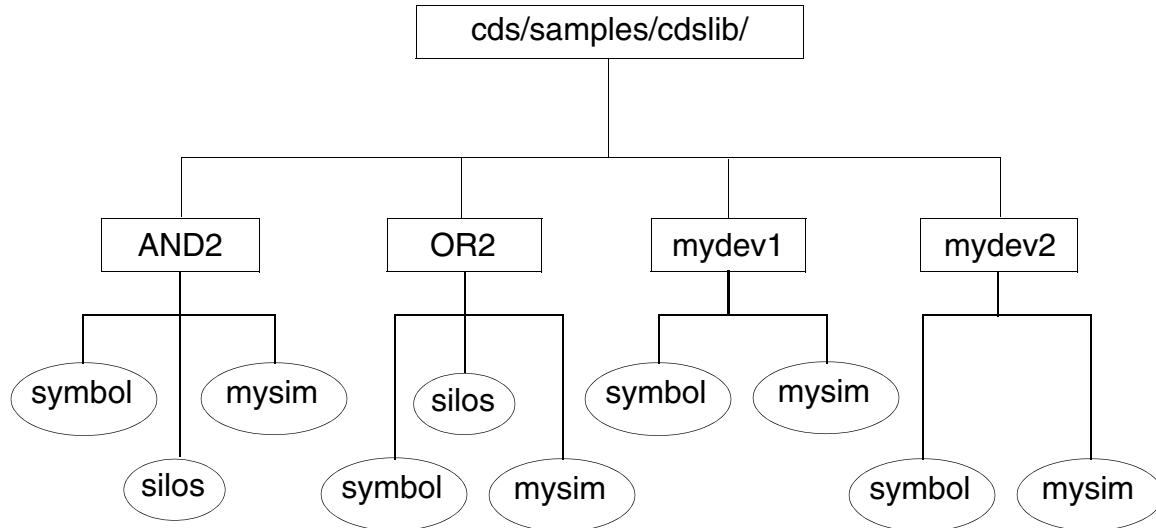 cds/samples/cdslib/
AND2
OR2
mydev1
mydev2
symbol
mysim
silos
symbol
mysim
silos
symbol
mysim
symbol
mysim